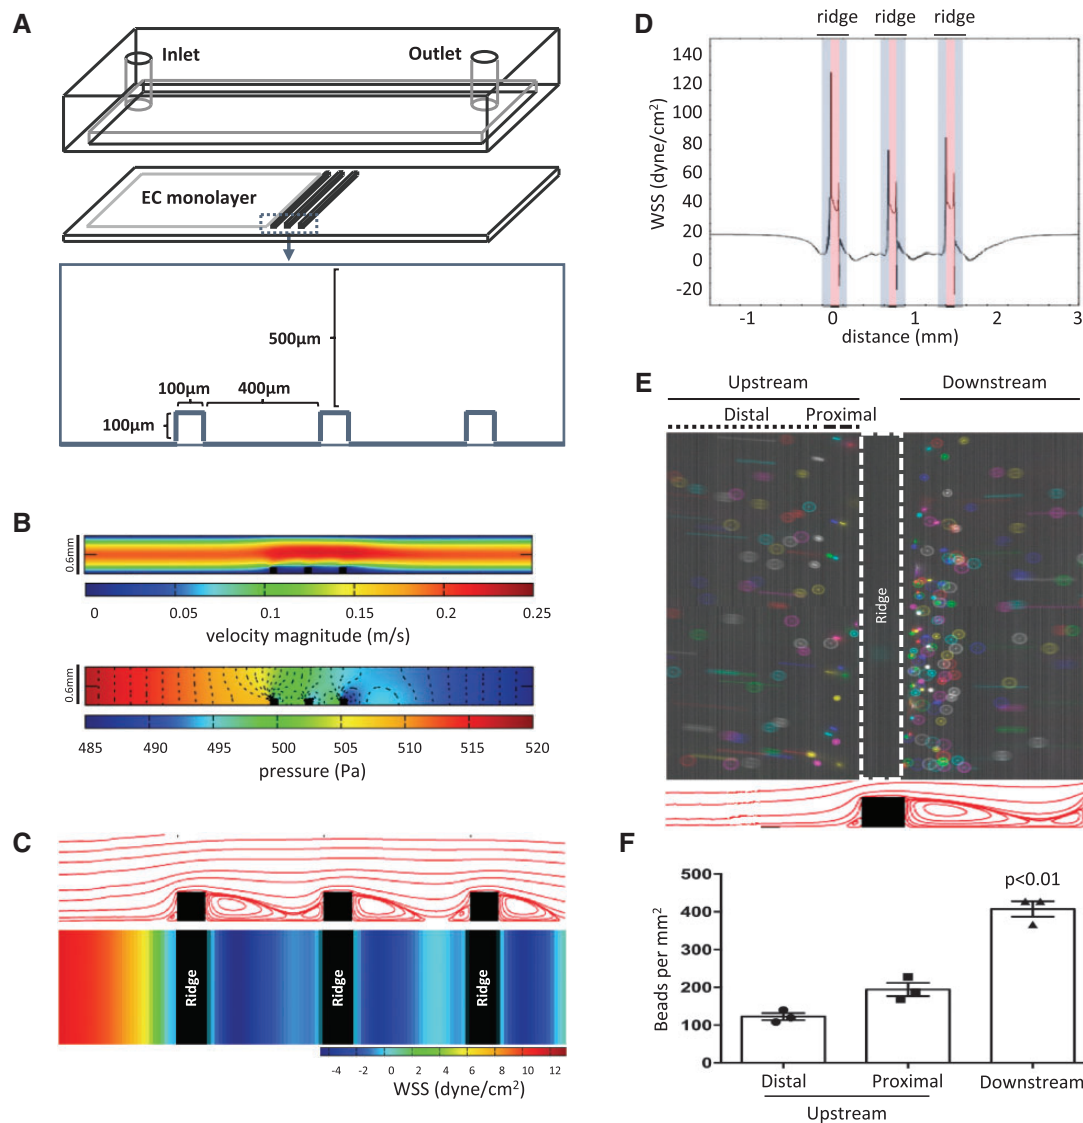 A
Inlet
Outlet
EC monolayer
500µm
100µm
400µm
100µm
B
0.6mm
0
0.05
0.1
0.15
0.2
0.25
velocity magnitude (m/s)
0.6mm
485
490
495
500
505
510
515
520
pressure (Pa)
C
Ridge
Ridge
Ridge
-4
-2
0
2
4
6
8
10
12
WSS (dyne/cm²)
D
ridge
ridge
ridge
140
120
100
80
60
40
20
0
-20
WSS (dyne/cm²)
-1
0
1
2
3
distance (mm)
E
Upstream
Downstream
Distal
Proximal
Ridge
F
500
400
300
200
100
0
Beads per mm²
p<0.01
Distal
Proximal
Downstream
Upstream